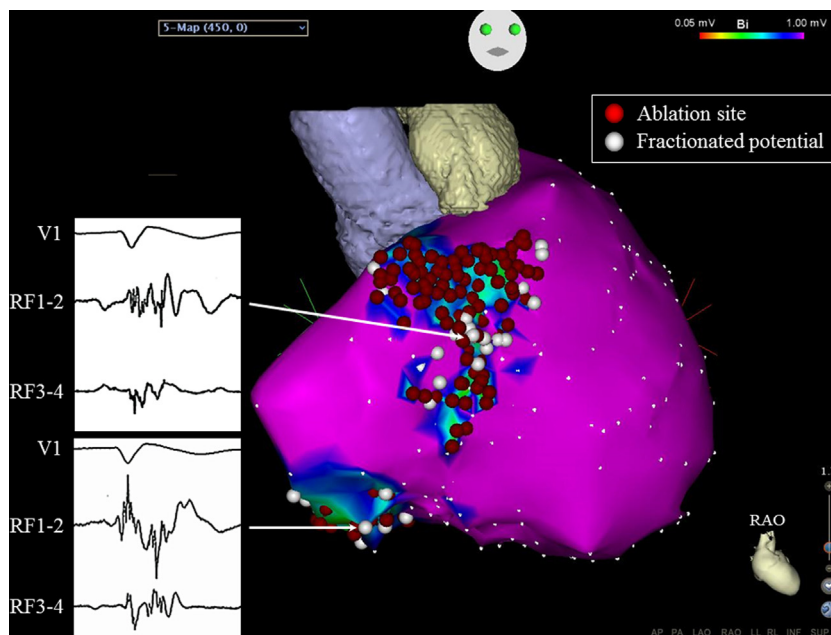 5-Map (450, 0)
0.05 mV Bi 1.00 mV
Ablation site
Fractionated potential
V1
RF1-2
RF3-4
V1
RF1-2
RF3-4
RAO
AP PA LAO RAO LL RL INF SUP